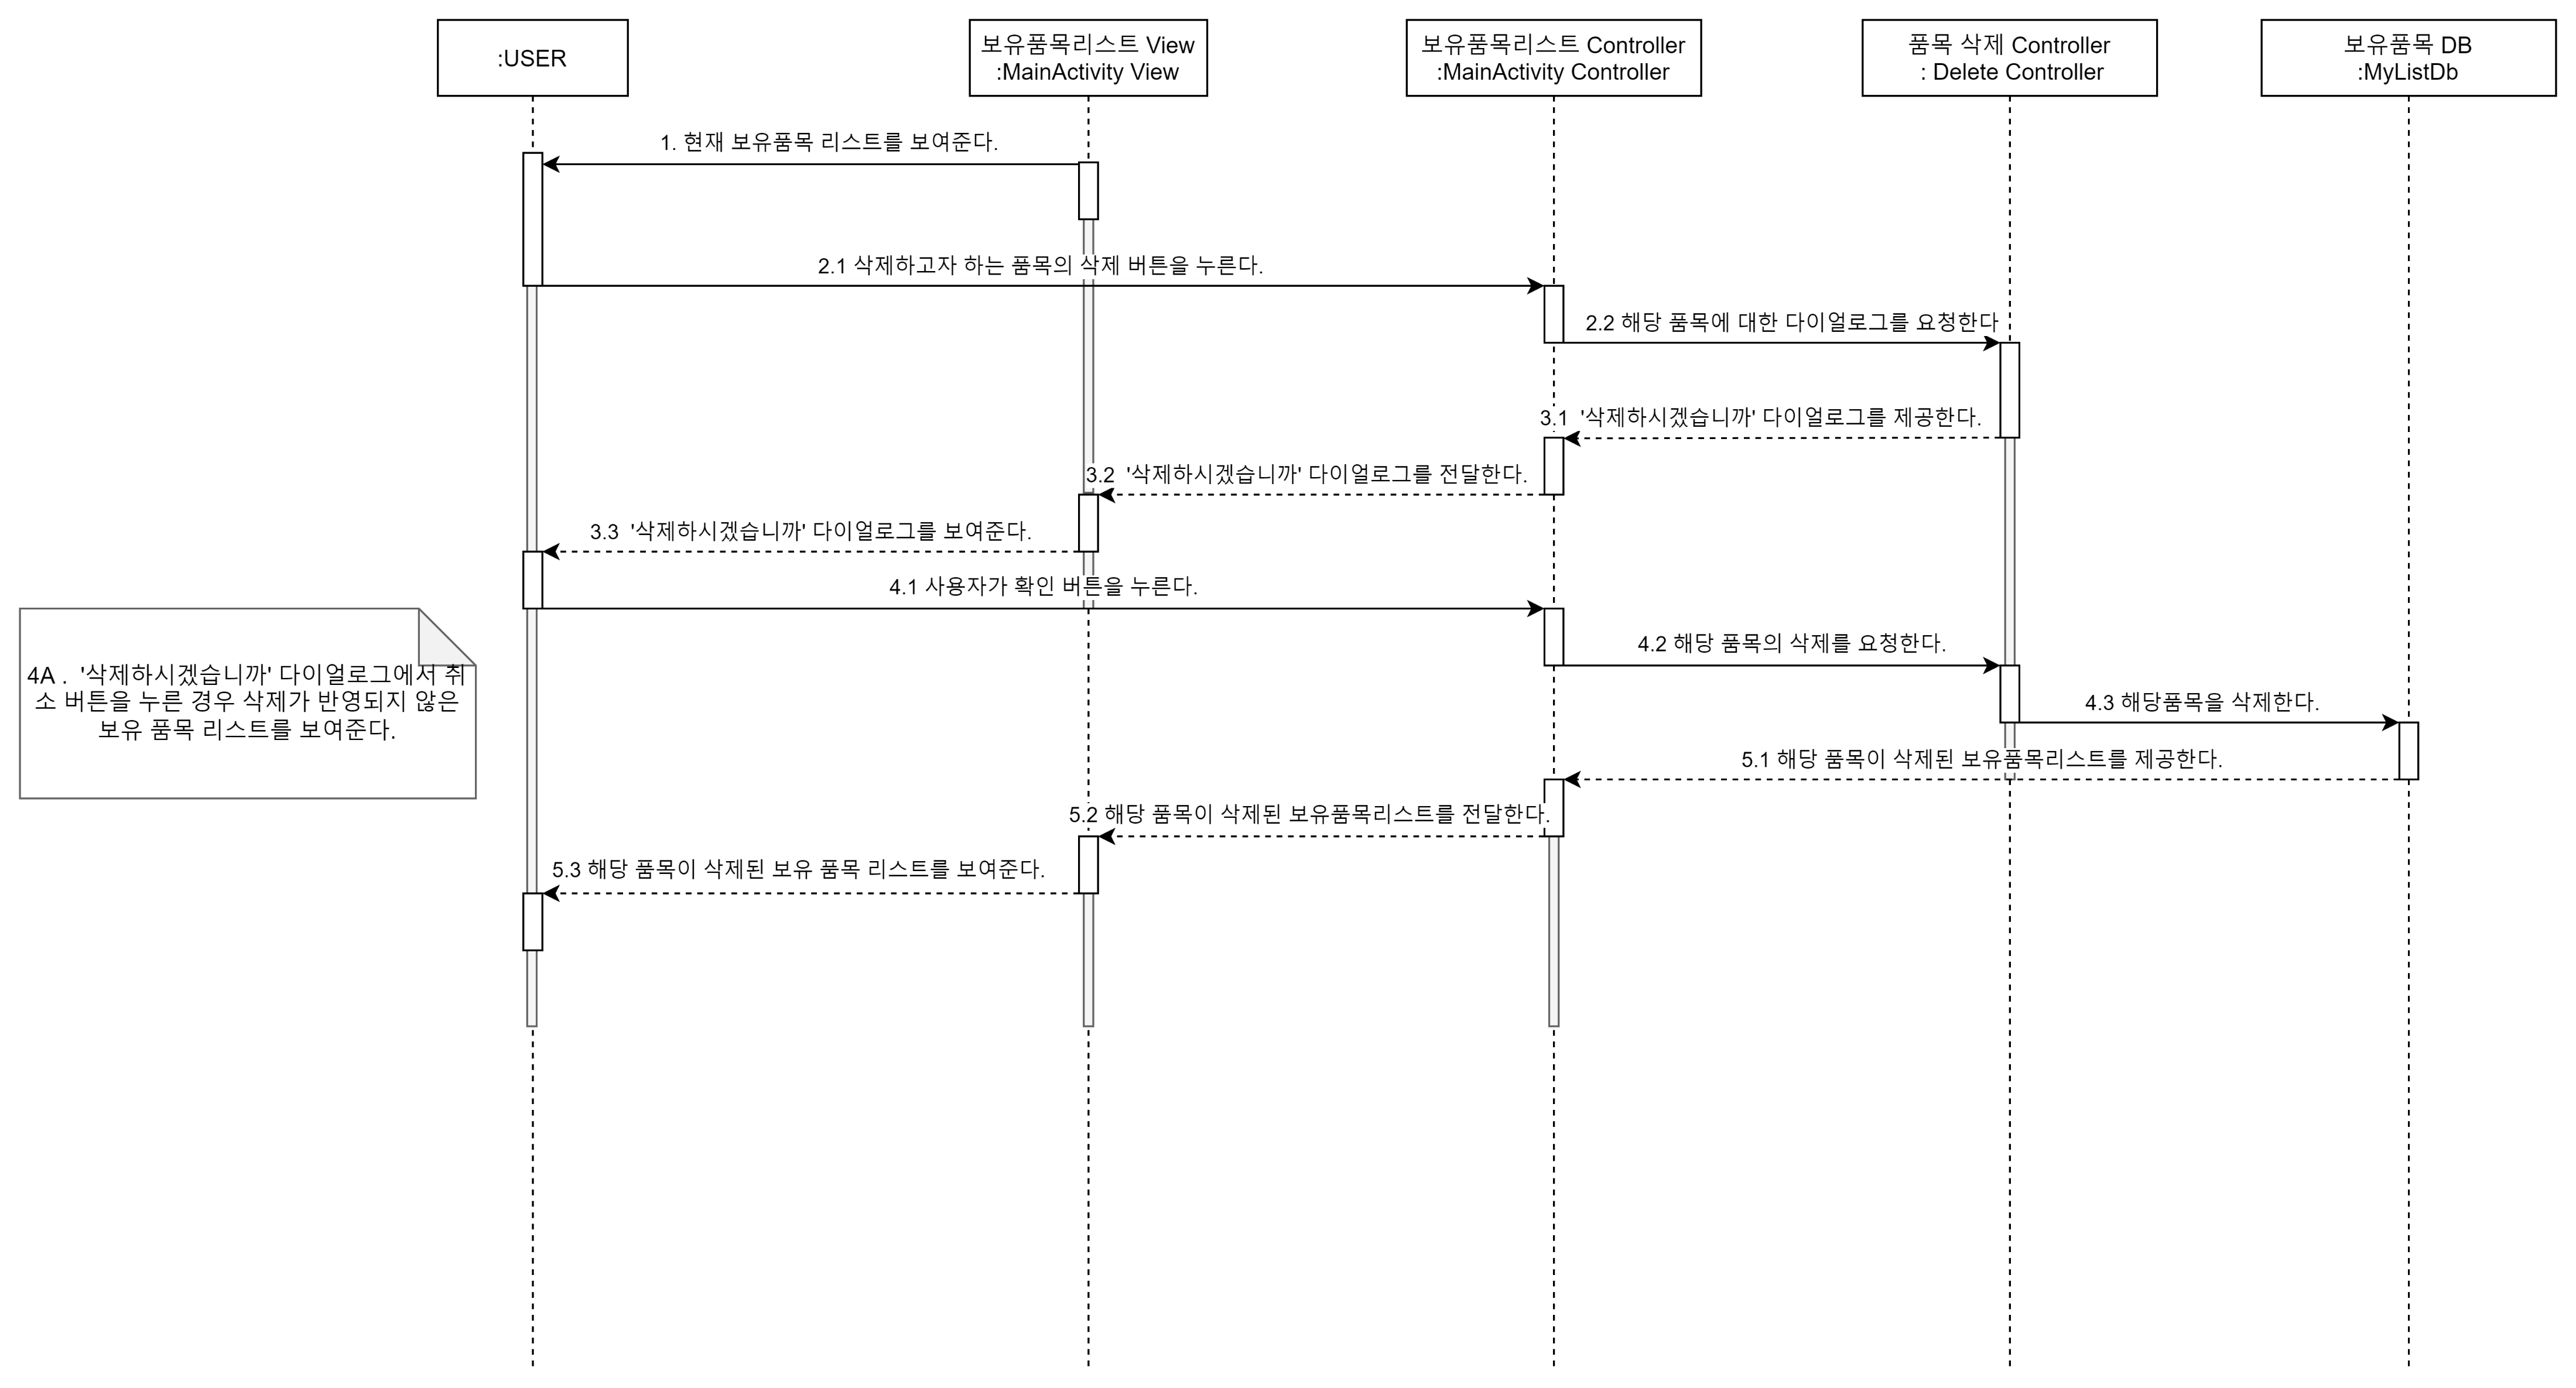 :USER
보유품목리스트 View
:MainActivity View
보유품목리스트 Controller
:MainActivity Controller
품목 삭제 Controller
: Delete Controller
보유품목 DB
:MyListDb
1. 현재 보유품목 리스트를 보여준다.
2.1 삭제하고자 하는 품목의 삭제 버튼을 누른다.
2.2 해당 품목에 대한 다이얼로그를 요청한다
3.1 '삭제하시겠습니까' 다이얼로그를 제공한다.
3.2 '삭제하시겠습니까' 다이얼로그를 전달한다.
3.3 '삭제하시겠습니까' 다이얼로그를 보여준다.
4.1 사용자가 확인 버튼을 누른다.
4.2 해당 품목의 삭제를 요청한다.
4A . '삭제하시겠습니까' 다이얼로그에서 취
소 버튼을 누른 경우 삭제가 반영되지 않은
보유 품목 리스트를 보여준다.
4.3 해당품목을 삭제한다.
5.1 해당 품목이 삭제된 보유품목리스트를 제공한다.
5.2 해당 품목이 삭제된 보유품목리스트를 전달한다.
5.3 해당 품목이 삭제된 보유 품목 리스트를 보여준다.